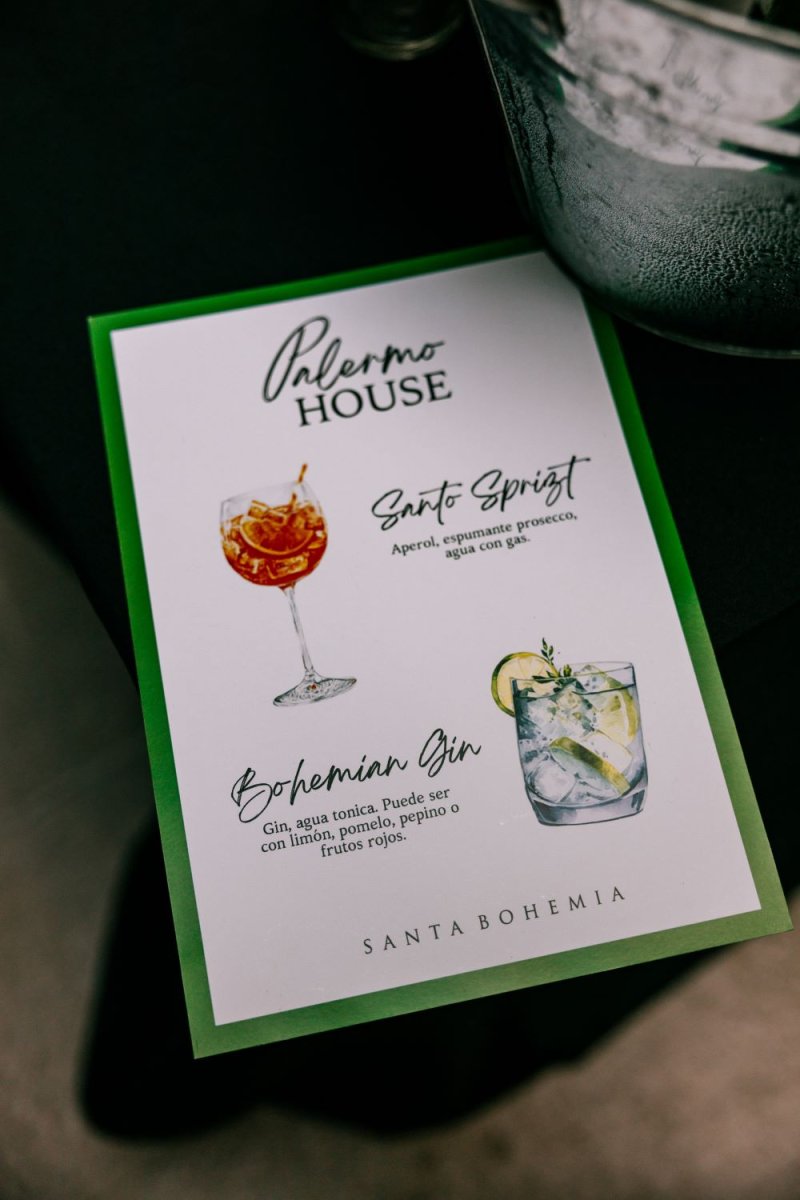 Palermo
HOUSE
Santo Sprizt
Aperol, espumante prosecco,
agua con gas.
Bohemian Gin
Gin, agua tonica. Puede ser
con limón, pomelo, pepino o
frutos rojos.
SANTA BOHEMIA